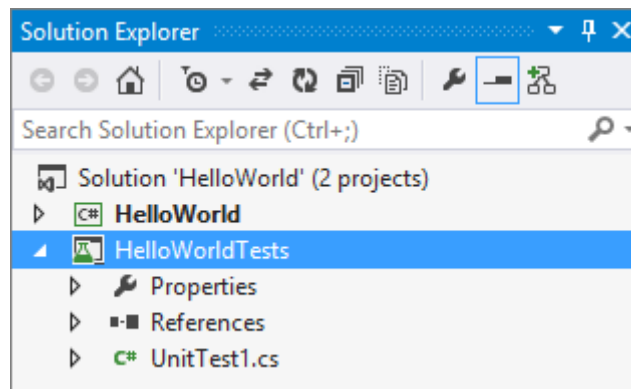 Solution Explorer
Search Solution Explorer (Ctrl+;)
Solution 'HelloWorld' (2 projects)
C# HelloWorld
HelloWorldTests
Properties
References
C# UnitTest1.cs